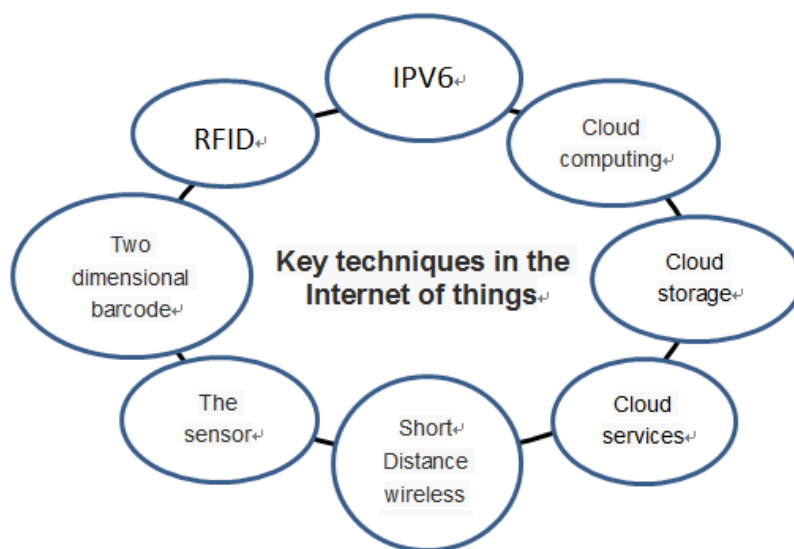 IPV6
RFID
Cloud
computing
Two
dimensional
barcode
Key techniques in the
Internet of things
Cloud
storage
The
sensor
Short
Distance
wireless
Cloud
services